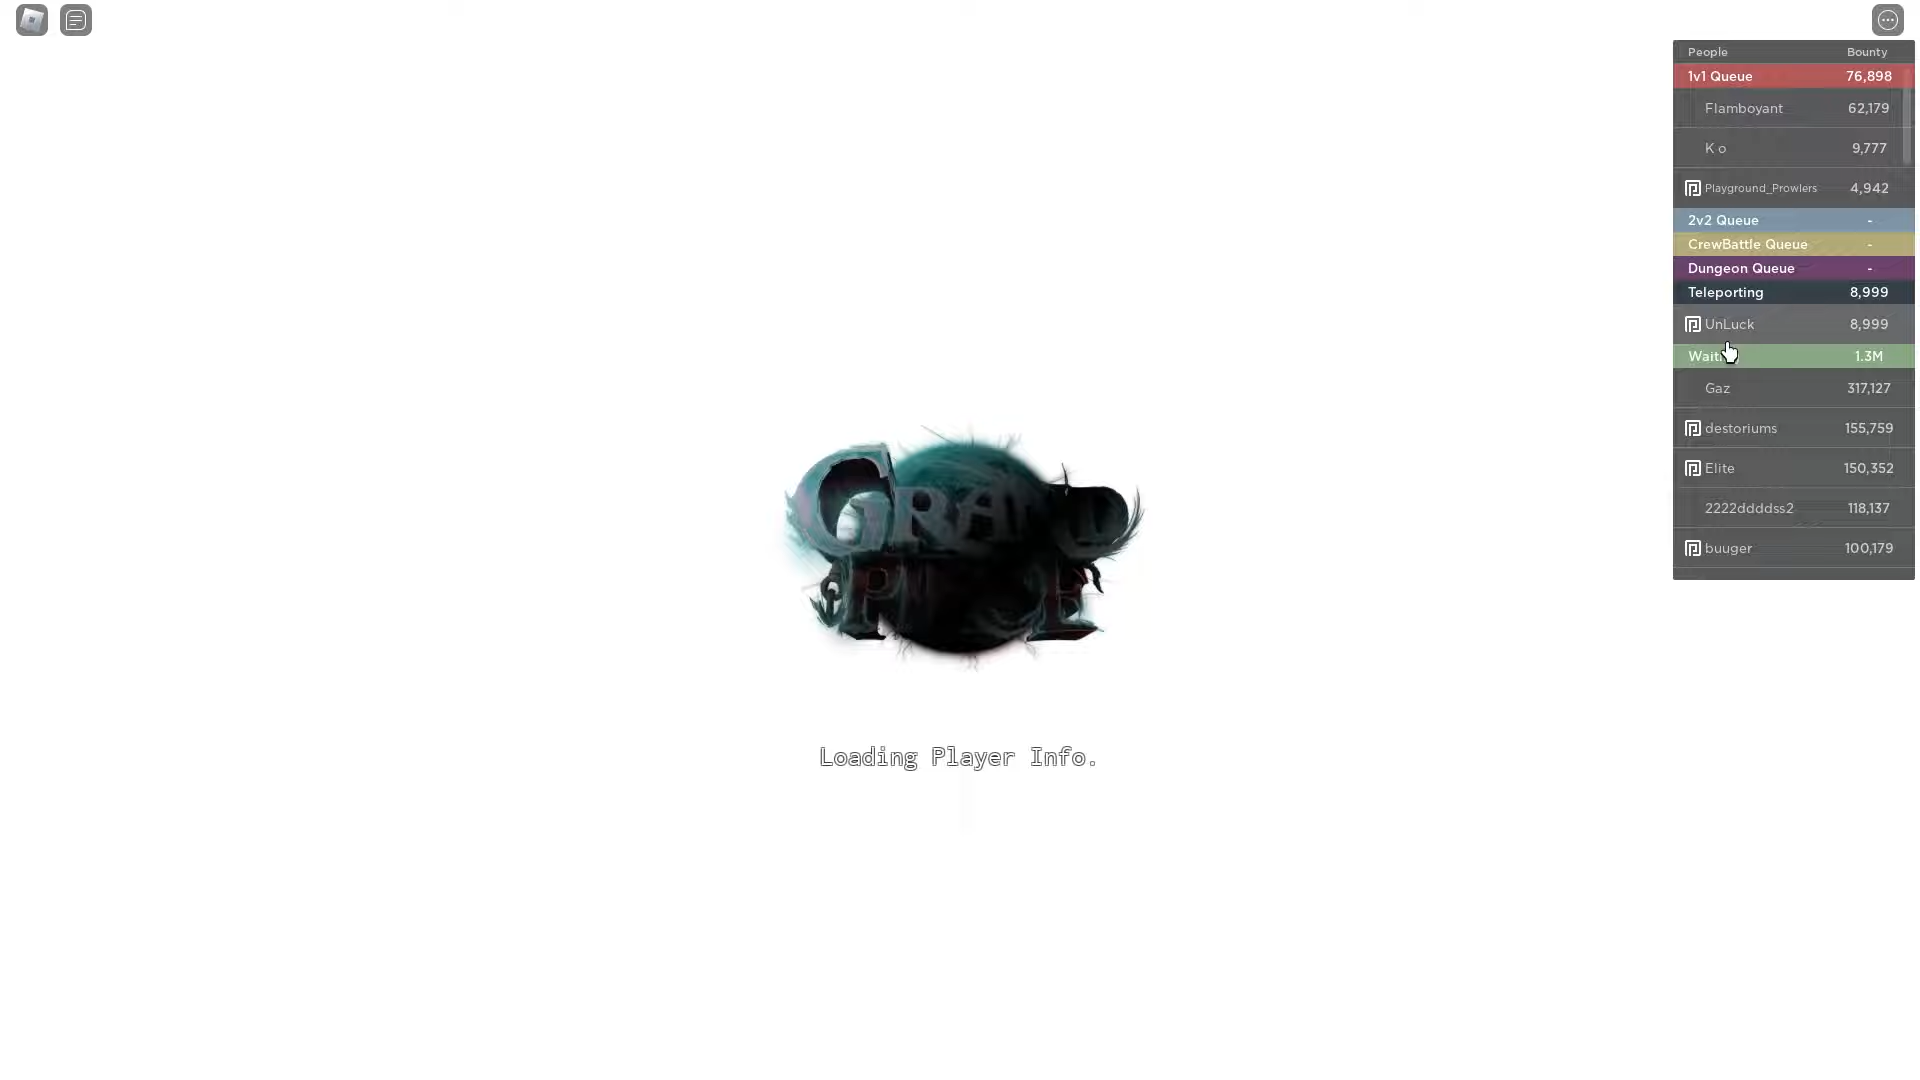 People Bounty
1v1 Queue 76,898
Flamboyant 62,179
K o 9,777
Playground_Prowlers 4,942
2v2 Queue -
CrewBattle Queue -
Dungeon Queue -
Teleporting 8,999
UnLuck 8,999
1.3M
Gaz 317,127
destoriums 155,759
Elite 150,352
2222ddddss2 118,137
buuger 100,179
GRAND
PIECE
Loading Player Info.